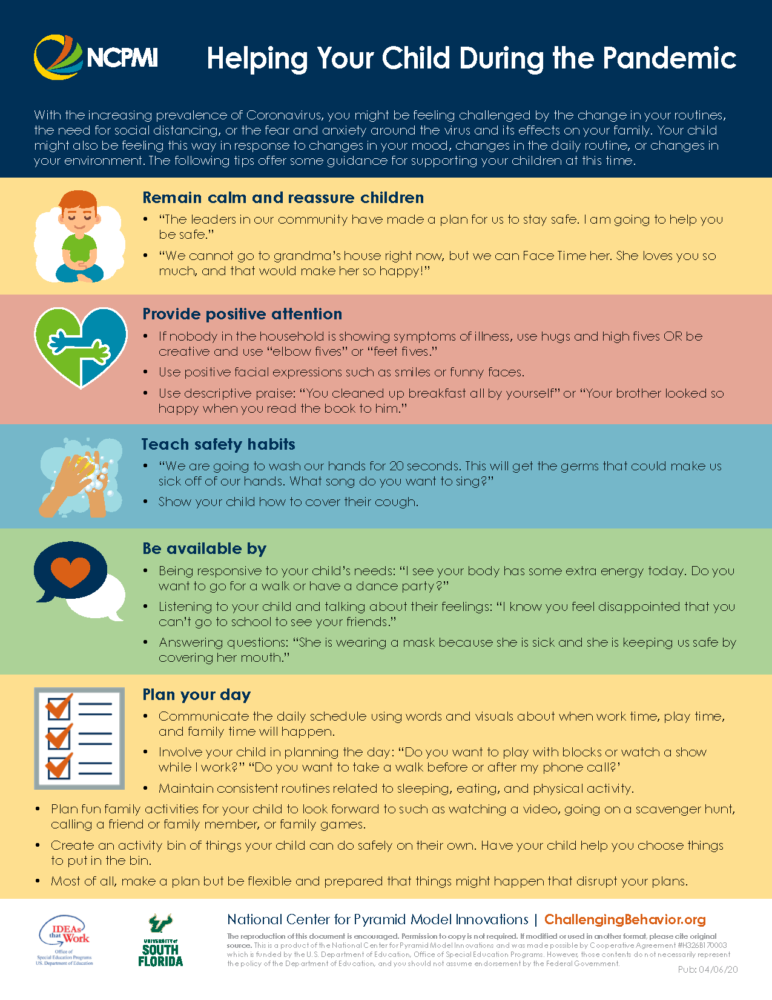 NCPMI
Helping Your Child During the Pandemic
With the increasing prevalence of Coronavirus, you might be feeling challenged by the change in your routines,
the need for social distancing, or the fear and anxiety around the virus and its effects on your family. Your child
might also be feeling this way in response to changes in your mood, changes in the daily routine, or changes in
your environment. The following tips offer some guidance for supporting your children at this time.
Remain calm and reassure children
• “The leaders in our community have made a plan for us to stay safe. I am going to help you
be safe.”
• “We cannot go to grandma’s house right now, but we can Face Time her. She loves you so
much, and that would make her so happy!”
Provide positive attention
• If nobody in the household is showing symptoms of illness, use hugs and high fives OR be
creative and use “elbow fives” or “feet fives.”
• Use positive facial expressions such as smiles or funny faces.
• Use descriptive praise: “You cleaned up breakfast all by yourself” or “Your brother looked so
happy when you read the book to him.”
Teach safety habits
• “We are going to wash our hands for 20 seconds. This will get the germs that could make us
sick off of our hands. What song do you want to sing?”
• Show your child how to cover their cough.
Be available by
• Being responsive to your child’s needs: “I see your body has some extra energy today. Do you
want to go for a walk or have a dance party?”
• Listening to your child and talking about their feelings: “I know you feel disappointed that you
can’t go to school to see your friends.”
• Answering questions: “She is wearing a mask because she is sick and she is keeping us safe by
covering her mouth.”
Plan your day
• Communicate the daily schedule using words and visuals about when work time, play time,
and family time will happen.
• Involve your child in planning the day: “Do you want to play with blocks or watch a show
while I work?” “Do you want to take a walk before or after my phone call?’
• Maintain consistent routines related to sleeping, eating, and physical activity.
• Plan fun family activities for your child to look forward to such as watching a video, going on a scavenger hunt,
calling a friend or family member, or family games.
• Create an activity bin of things your child can do safely on their own. Have your child help you choose things
to put in the bin.
• Most of all, make a plan but be flexible and prepared that things might happen that disrupt your plans.
IDEAs
that Work
Office of
Special Education Programs
U.S. Department of Education
UNIVERSITY of
SOUTH
FLORIDA
National Center for Pyramid Model Innovations | ChallengingBehavior.org
The reproduction of this document is encouraged. Permission to copy is not required. If modified or used in another format, please cite original
source. This is a product of the National Center for Pyramid Model Innovations and was made possible by Cooperative Agreement #H326B170003
which is funded by the U.S. Department of Education, Office of Special Education Programs. However, those contents do not necessarily represent
the policy of the Department of Education, and you should not assume endorsement by the Federal Government.
Pub: 04/06/20